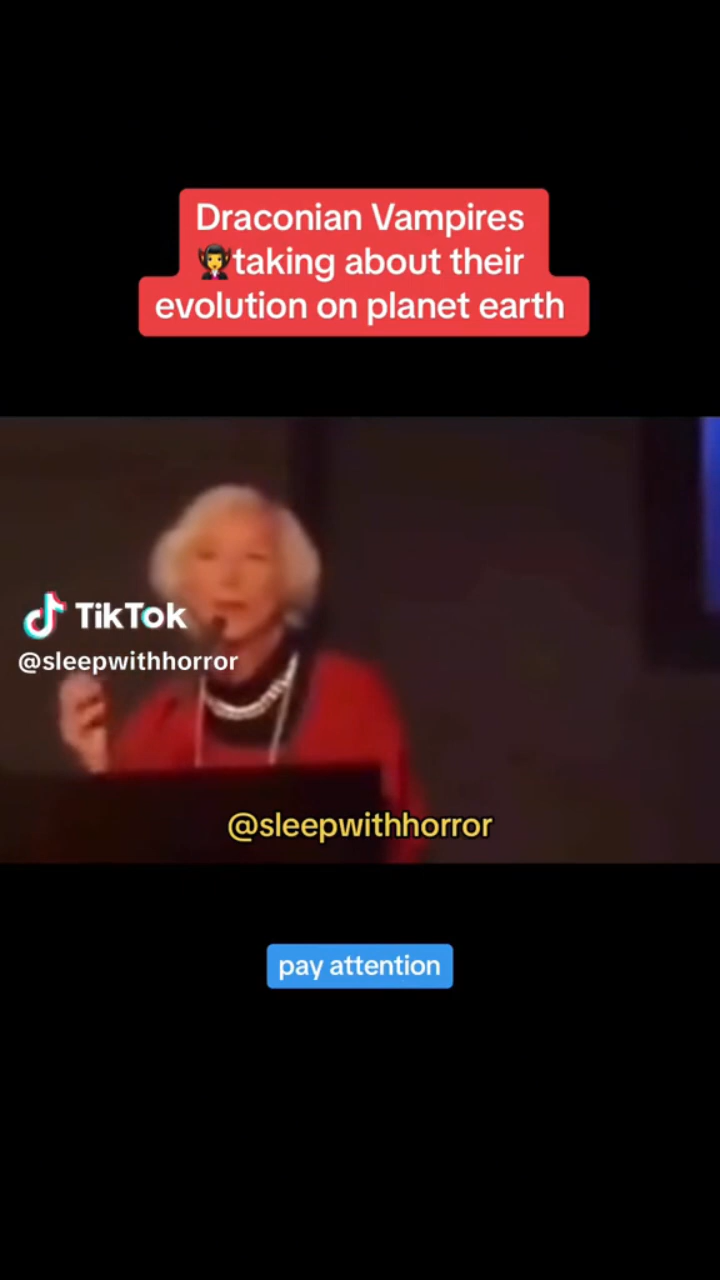 Draconian Vampires
🧛‍♀️taking about their
evolution on planet earth
TikTok
@sleepwithhorror
@sleepwithhorror
pay attention